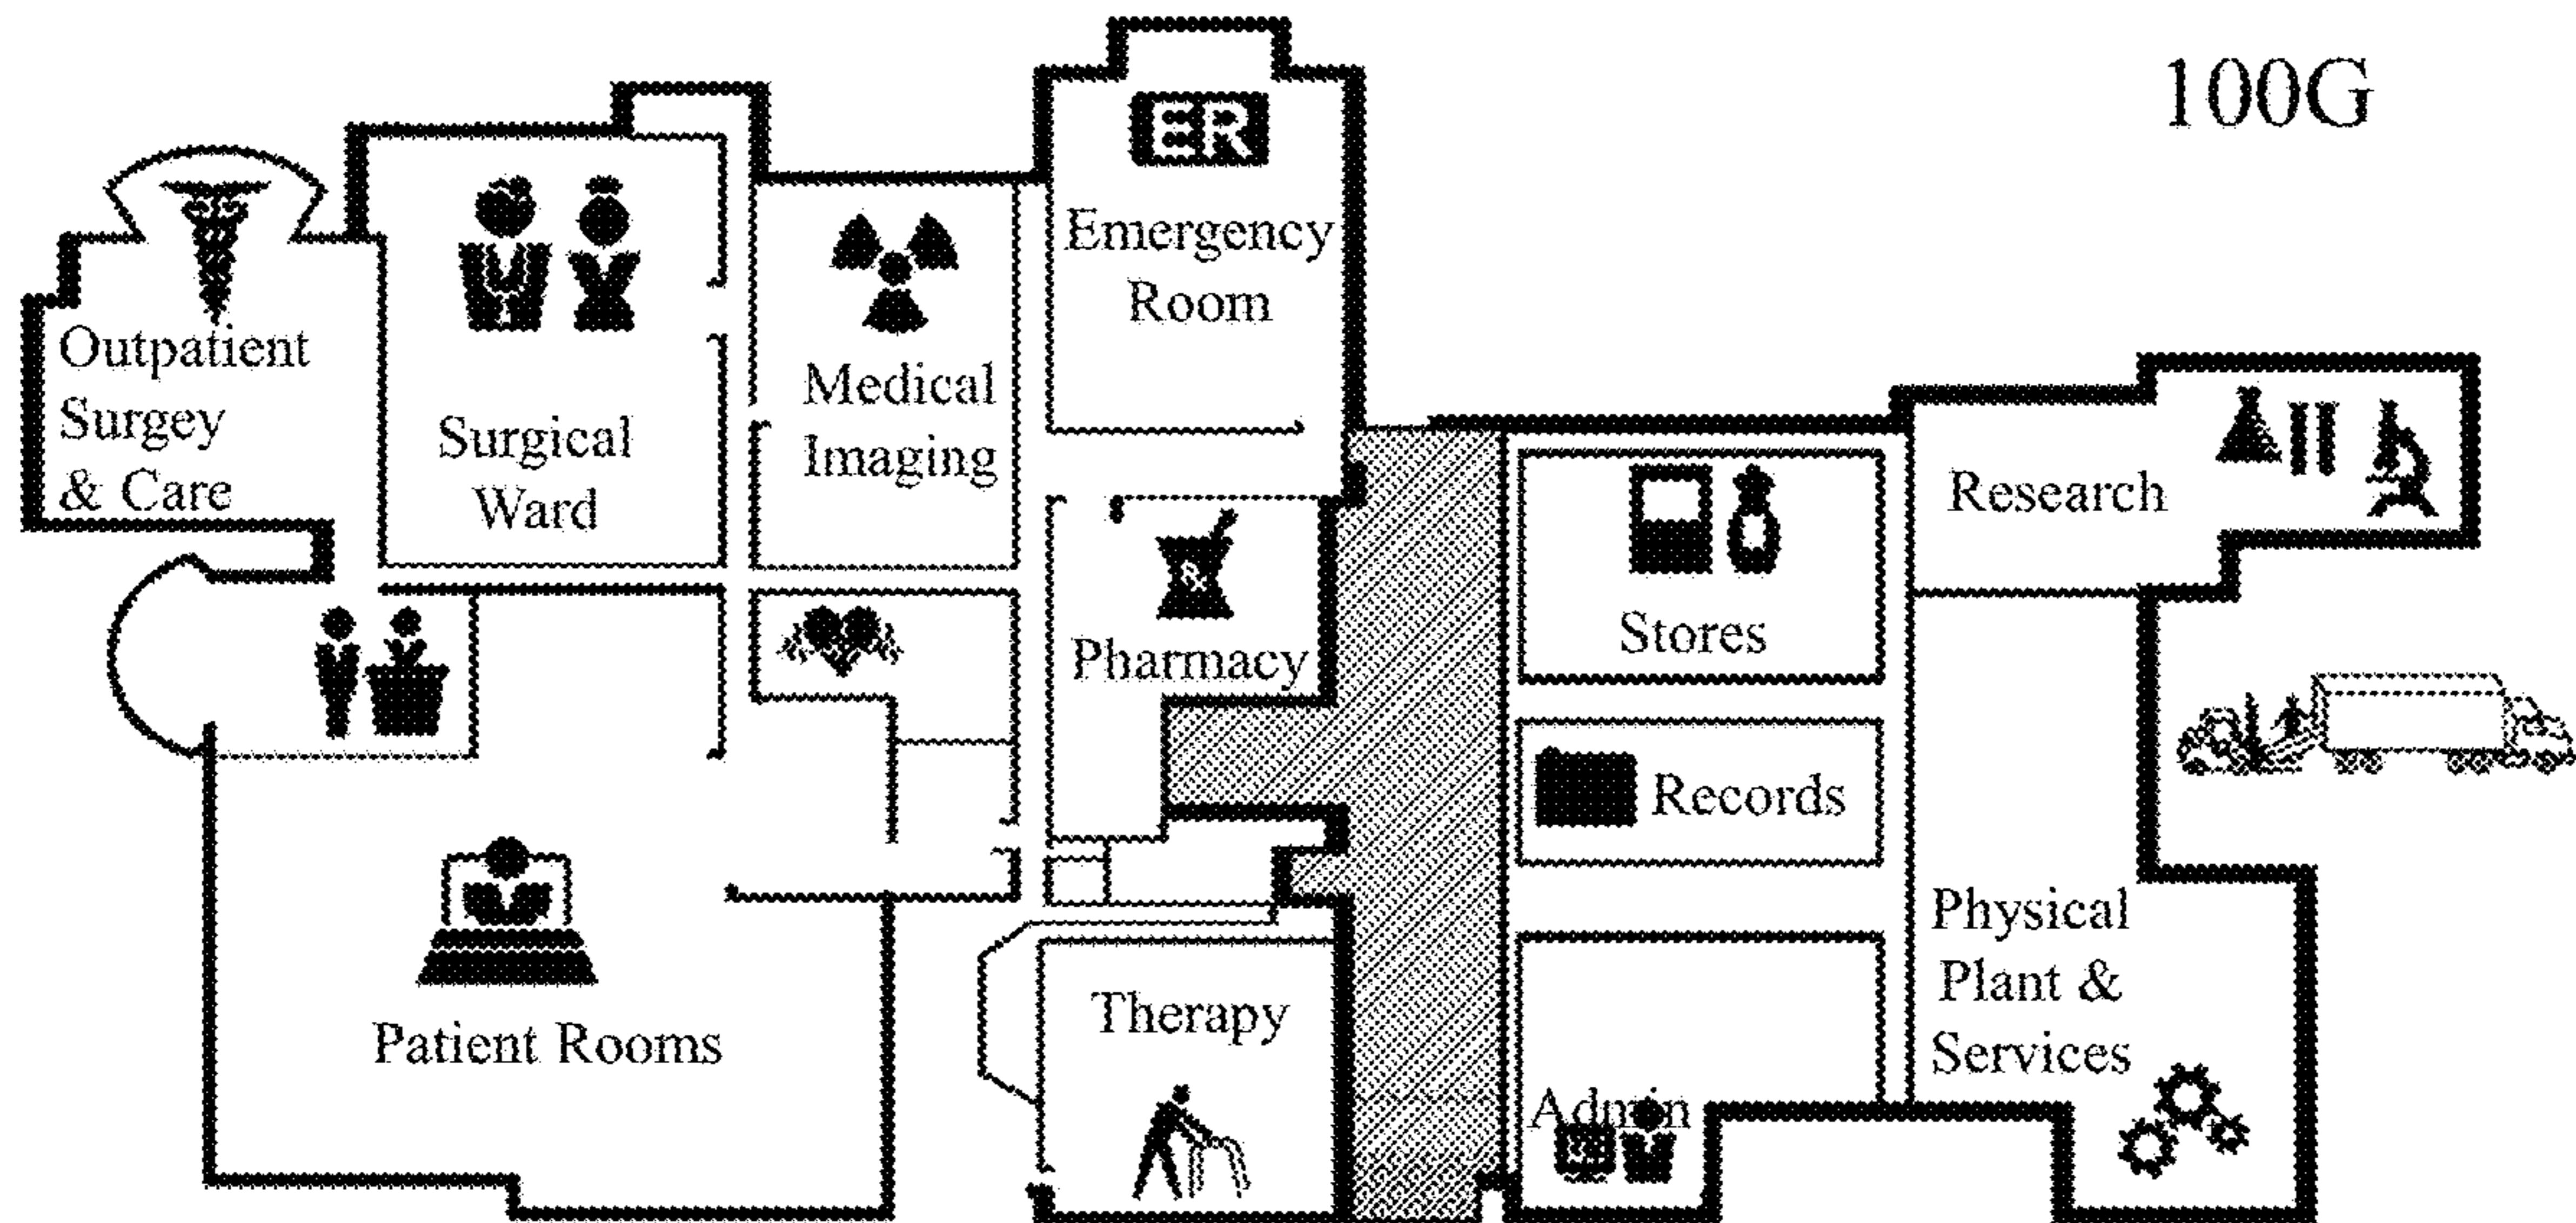 100G
ER
Emergency
Room
Outpatient
Surgey
& Care
Surgical
Ward
Medical
Imaging
Research
Stores
Pharmacy
Records
Patient Rooms
Therapy
Physical
Plant &
Services
Admin